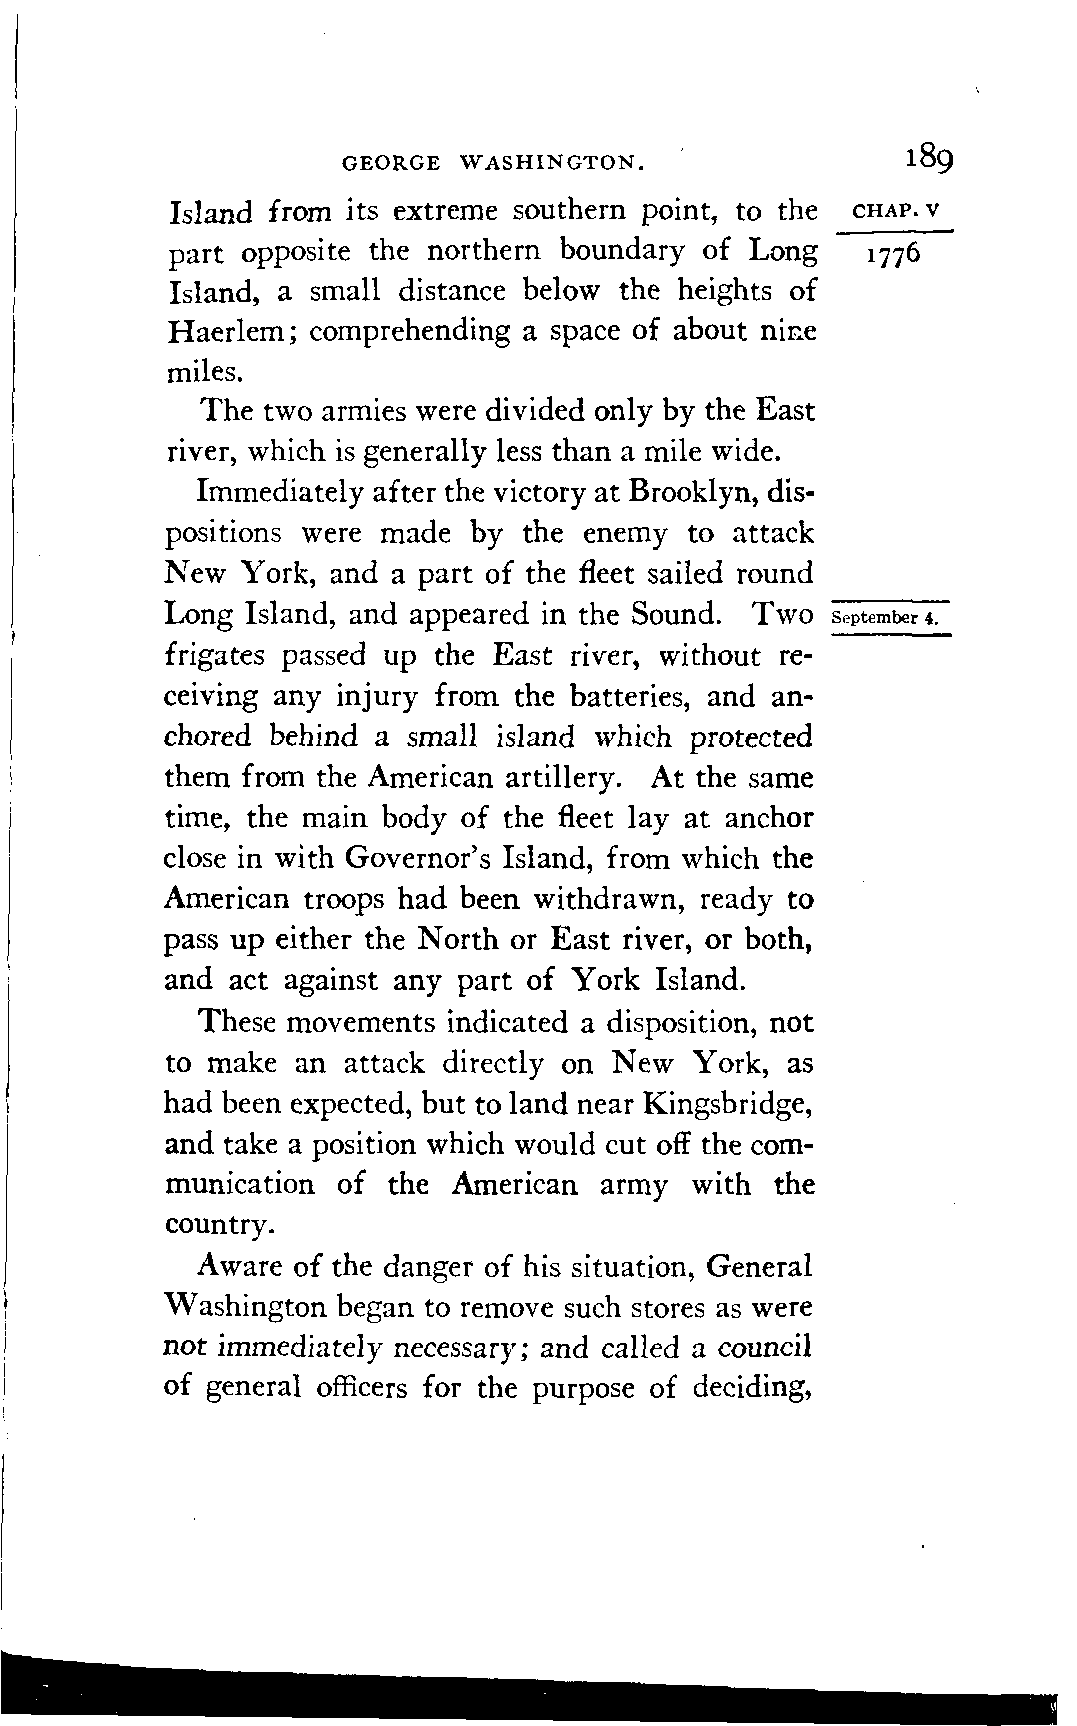 GEORGE WASHINGTON. 189
Island from its extreme southern point, to the CHAP. V
part opposite the northern boundary of Long 1776
Island, a small distance below the heights of
Haerlem; comprehending a space of about nine
miles.
The two armies were divided only by the East
river, which is generally less than a mile wide.
Immediately after the victory at Brooklyn, dis-
positions were made by the enemy to attack
New York, and a part of the fleet sailed round
Long Island, and appeared in the Sound. Two September 4.
frigates passed up the East river, without re-
ceiving any injury from the batteries, and an-
chored behind a small island which protected
them from the American artillery. At the same
time, the main body of the fleet lay at anchor
close in with Governor's Island, from which the
American troops had been withdrawn, ready to
pass up either the North or East river, or both,
and act against any part of York Island.
These movements indicated a disposition, not
to make an attack directly on New York, as
had been expected, but to land near Kingsbridge,
and take a position which would cut off the com-
munication of the American army with the
country.
Aware of the danger of his situation, General
Washington began to remove such stores as were
not immediately necessary; and called a council
of general officers for the purpose of deciding,